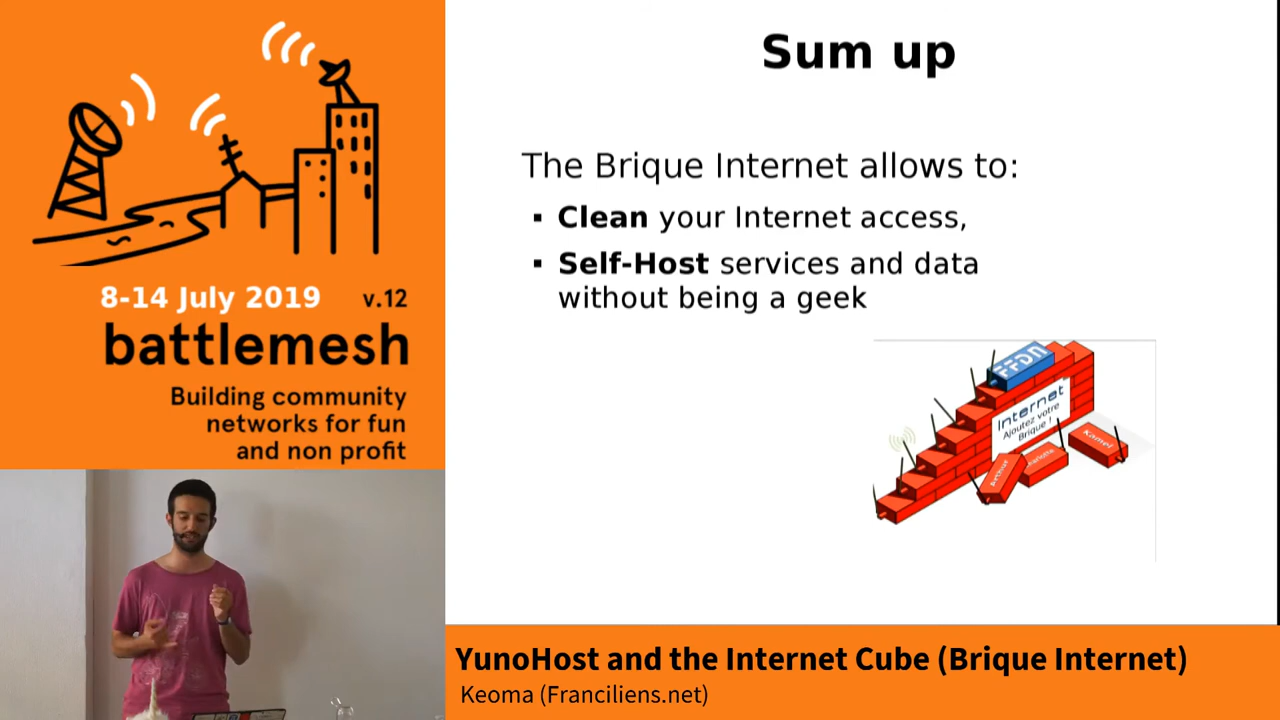 8-14 July 2019 v.12
battlemesh
Building community
networks for fun
and non profit
Sum up
The Brique Internet allows to:
▪ Clean your Internet access,
▪ Self-Host services and data
without being a geek
FFDN
Internet
Ajoutez votre
Brique !
Kamel
Arthur
YunoHost and the Internet Cube (Brique Internet)
Keoma (Franciliens.net)